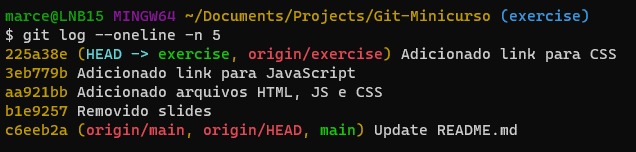 marce@LNB15 MINGW64 ~/Documents/Projects/Git-Minicurso (exercise)
$ git log --oneline -n 5
225a38e (HEAD -> exercise, origin/exercise) Adicionado link para CSS
3eb779b Adicionado link para JavaScript
aa921bb Adicionado arquivos HTML, JS e CSS
b1e9257 Removido slides
c6eeb2a (origin/main, origin/HEAD, main) Update README.md